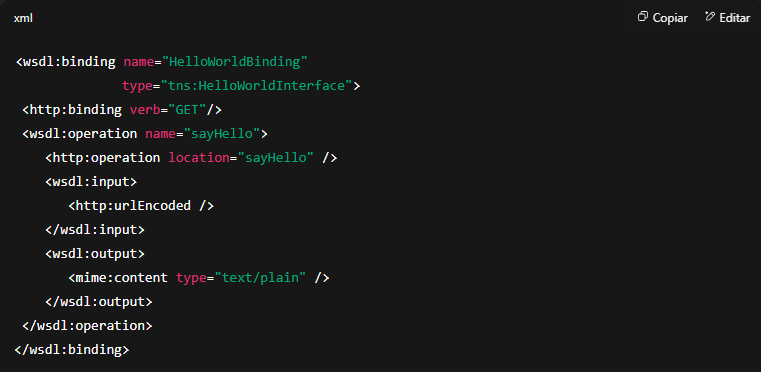 xml
Copiar
Editar
<wsdl:binding name="HelloWorldBinding"
type="tns:HelloWorldInterface">
<http:binding verb="GET"/>
<wsdl:operation name="sayHello">
<http:operation location="sayHello" />
<wsdl:input>
<http:urlEncoded />
</wsdl:input>
<wsdl:output>
<mime:content type="text/plain" />
</wsdl:output>
</wsdl:operation>
</wsdl:binding>